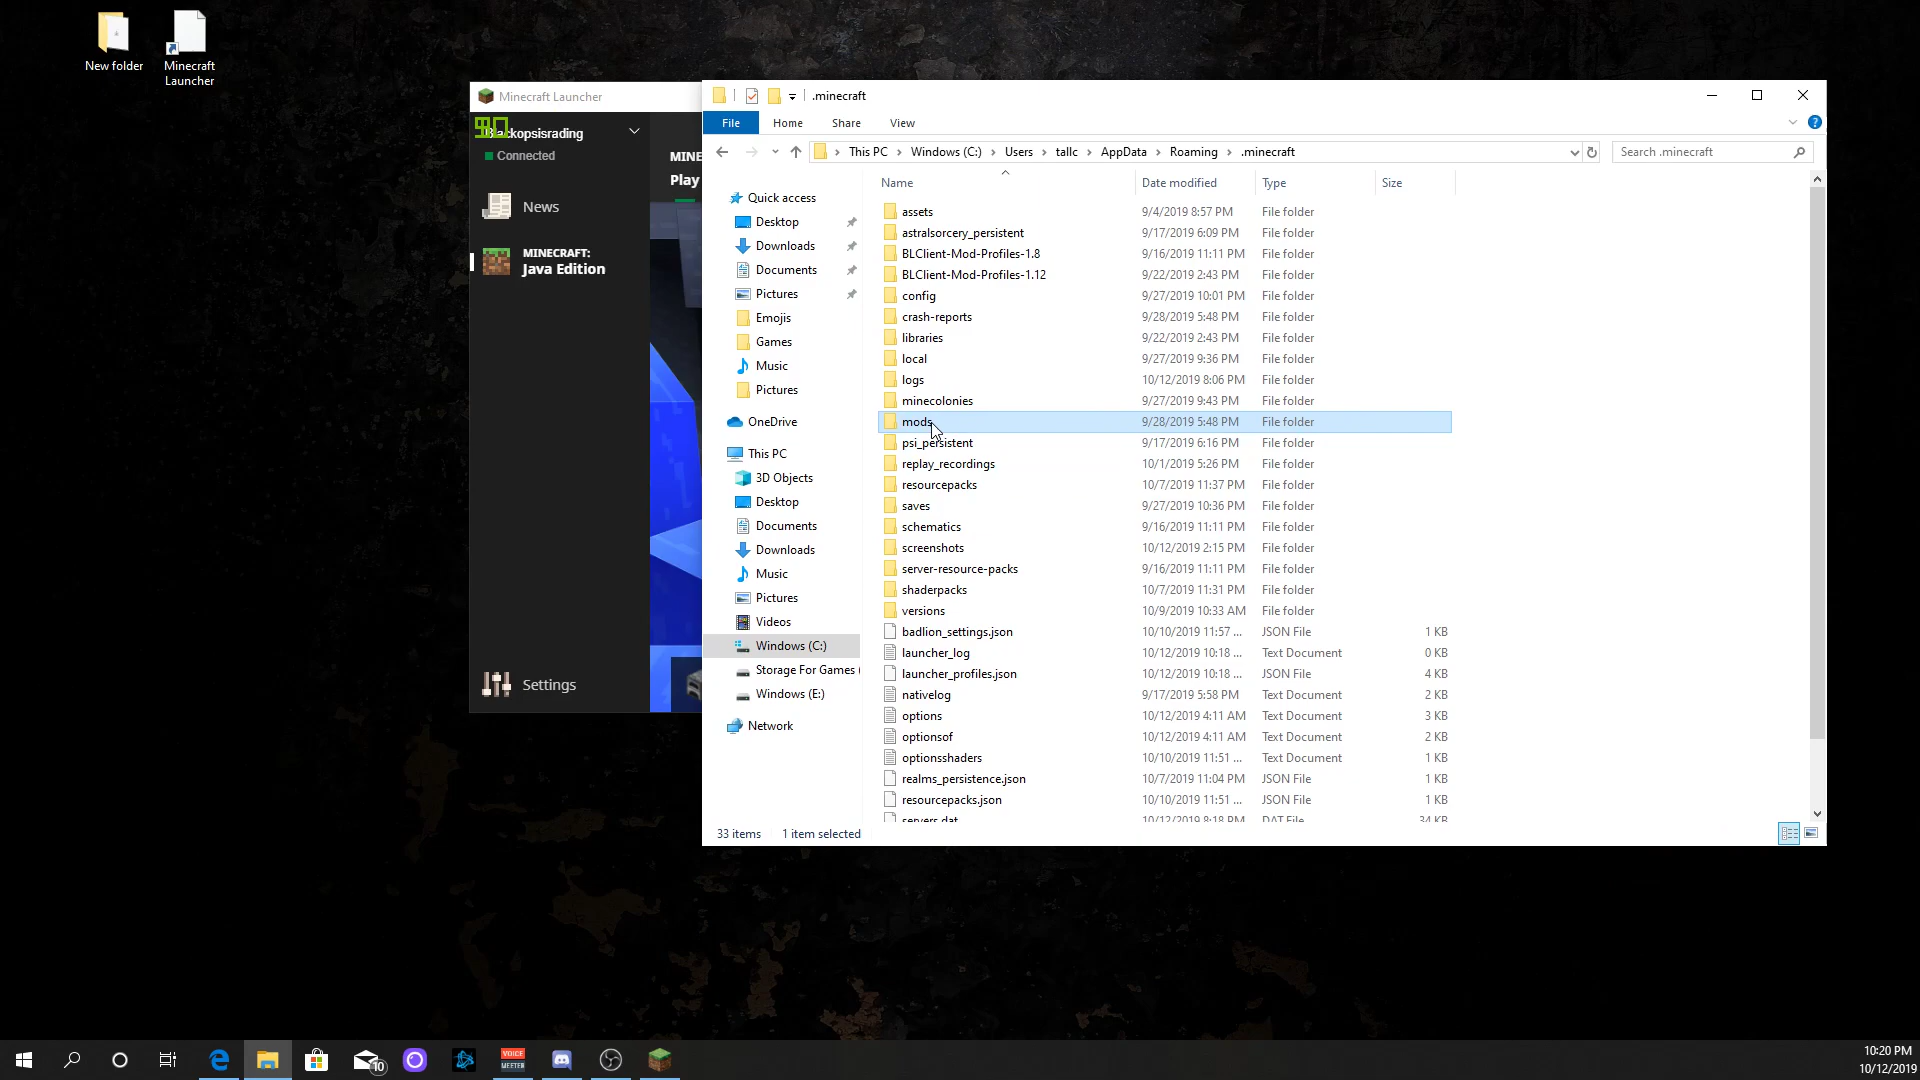 New folder
Minecraft
Launcher
Minecraft Launcher
90
ackopsisrading
Connected
News
MINECRAFT:
Java Edition
Settings
MINE
Play
.minecraft
File
Home
Share
View
This PC
Windows (C:)
Users
tallc
AppData
Roaming
.minecraft
Search .minecraft
Quick access
Desktop
Downloads
Documents
Pictures
Emojis
Games
Music
Pictures
OneDrive
This PC
3D Objects
Desktop
Documents
Downloads
Music
Pictures
Videos
Windows (C:)
Storage For Games (
Windows (E:)
Network
Name Date modified Type Size
assets 9/4/2019 8:57 PM File folder
astralsorcery_persistent 9/17/2019 6:09 PM File folder
BLClient-Mod-Profiles-1.8 9/16/2019 11:11 PM File folder
BLClient-Mod-Profiles-1.12 9/22/2019 2:43 PM File folder
config 9/27/2019 10:01 PM File folder
crash-reports 9/28/2019 5:48 PM File folder
libraries 9/22/2019 2:43 PM File folder
local 9/27/2019 9:36 PM File folder
logs 10/12/2019 8:06 PM File folder
minecolonies 9/27/2019 9:43 PM File folder
mods 9/28/2019 5:48 PM File folder
psi_persistent 9/17/2019 6:16 PM File folder
replay_recordings 10/1/2019 5:26 PM File folder
resourcepacks 10/7/2019 11:37 PM File folder
saves 9/27/2019 10:36 PM File folder
schematics 9/16/2019 11:11 PM File folder
screenshots 10/12/2019 2:15 PM File folder
server-resource-packs 9/16/2019 11:11 PM File folder
shaderpacks 10/7/2019 11:31 PM File folder
versions 10/9/2019 10:33 AM File folder
badlion_settings.json 10/10/2019 11:57 ... JSON File 1 KB
launcher_log 10/12/2019 10:18 ... Text Document 0 KB
launcher_profiles.json 10/12/2019 10:18 ... JSON File 4 KB
nativelog 9/17/2019 5:58 PM Text Document 2 KB
options 10/12/2019 4:11 AM Text Document 3 KB
optionsof 10/12/2019 4:11 AM Text Document 2 KB
optionsshaders 10/10/2019 11:51 ... Text Document 1 KB
realms_persistence.json 10/7/2019 11:04 PM JSON File 1 KB
resourcepacks.json 10/10/2019 11:51 ... JSON File 1 KB
servers.dat 10/12/2019 8:18 PM DAT File 34 KB
33 items 1 item selected
10
VOICE
MEETER
10:20 PM
10/12/2019